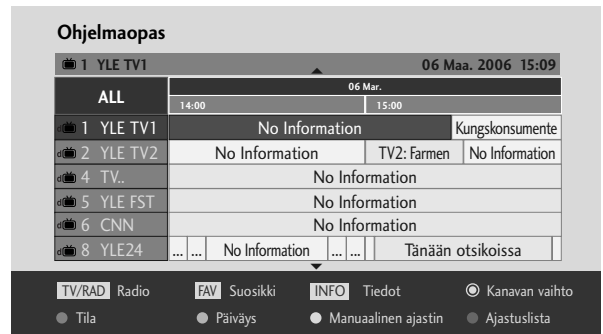 Ohjelmaopas
1 YLE TV1 06 Maa. 2006 15:09
ALL 06 Mar.
14:00 15:00
1 YLE TV1 No Information Kungskonsumente
2 YLE TV2 No Information TV2: Farmen No Information
4 TV.. No Information
5 YLE FST No Information
6 CNN No Information
8 YLE24 ... ... No Information ... ... Tänään otsikoissa
TV/RAD Radio FAV Suosikki INFO Tiedot Kanavan vaihto
Tila Päiväys Manuaalinen ajastin Ajastuslista